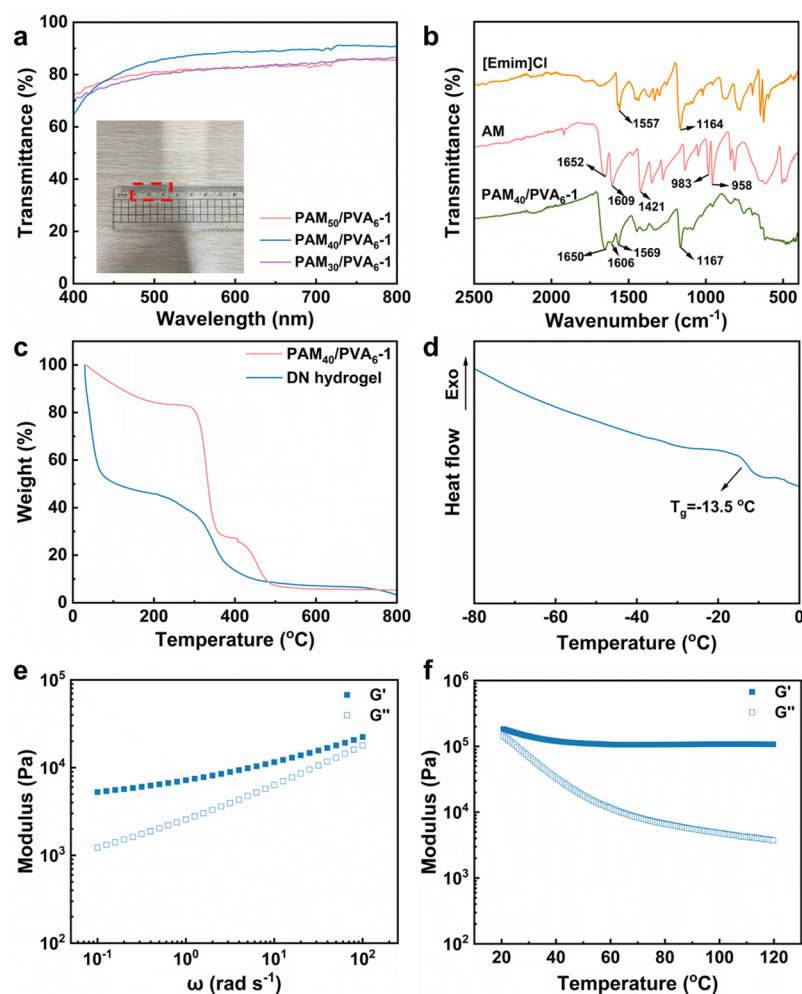 a
Transmittance (%)
100
80
60
40
20
0
400
500
600
700
800
Wavelength (nm)
PAM₅₀/PVA₆-1
PAM₄₀/PVA₆-1
PAM₃₀/PVA₆-1
b
Transmittance (%)
[Emim]Cl
1557
1164
AM
1652
1609
1421
983
958
PAM₄₀/PVA₆-1
1650
1606
1569
1167
2500
2000
1500
1000
500
Wavenumber (cm⁻¹)
c
Weight (%)
100
80
60
40
20
0
0
200
400
600
800
Temperature (°C)
PAM₄₀/PVA₆-1
DN hydrogel
d
Heat flow
Exo
Tg=-13.5 °C
-80
-60
-40
-20
0
Temperature (°C)
e
Modulus (Pa)
10⁵
10⁴
10³
10²
10⁻¹
10⁰
10¹
10²
ω (rad s⁻¹)
G'
G''
f
Modulus (Pa)
10⁶
10⁵
10⁴
10³
10²
20
40
60
80
100
120
Temperature (°C)
G'
G''